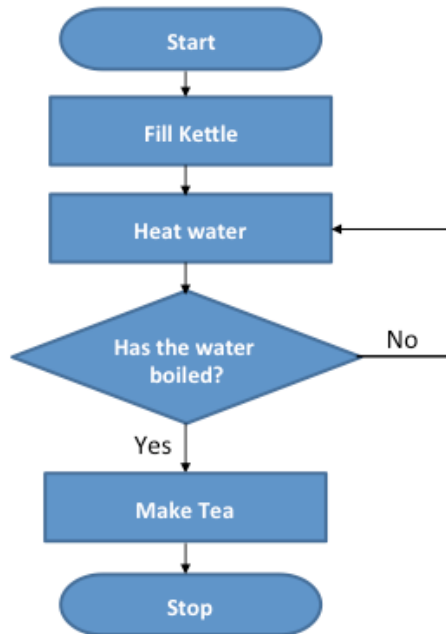 Start
Fill Kettle
Heat water
Has the water
boiled?
No
Yes
Make Tea
Stop